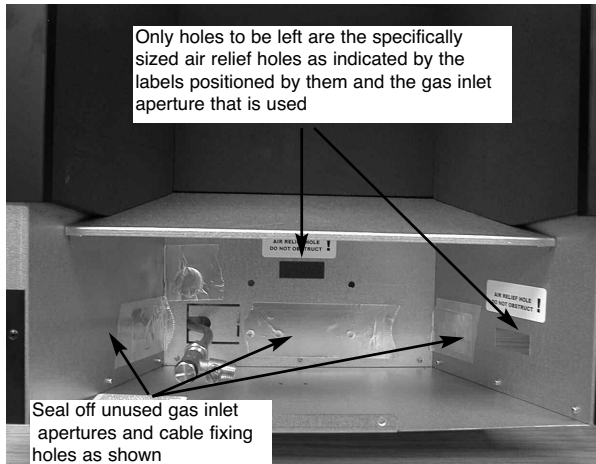 Only holes to be left are the specifically
sized air relief holes as indicated by the
labels positioned by them and the gas inlet
aperture that is used
AIR RELIEF HOLE
DO NOT OBSTRUCT !
AIR RELIEF HOLE
DO NOT OBSTRUCT !
Seal off unused gas inlet
apertures and cable fixing
holes as shown